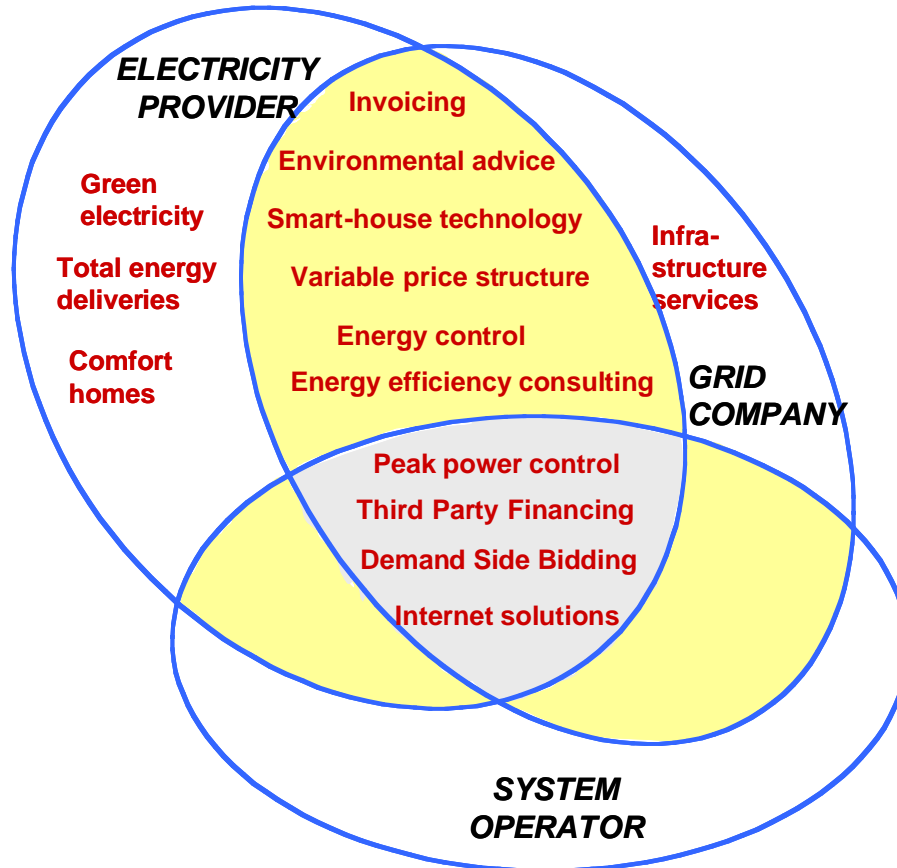 ELECTRICITY
PROVIDER
Invoicing
Environmental advice
Green
electricity
Smart-house technology
Infra-
structure
services
Total energy
deliveries
Variable price structure
Energy control
Comfort
homes
Energy efficiency consulting
GRID
COMPANY
Peak power control
Third Party Financing
Demand Side Bidding
Internet solutions
SYSTEM
OPERATOR